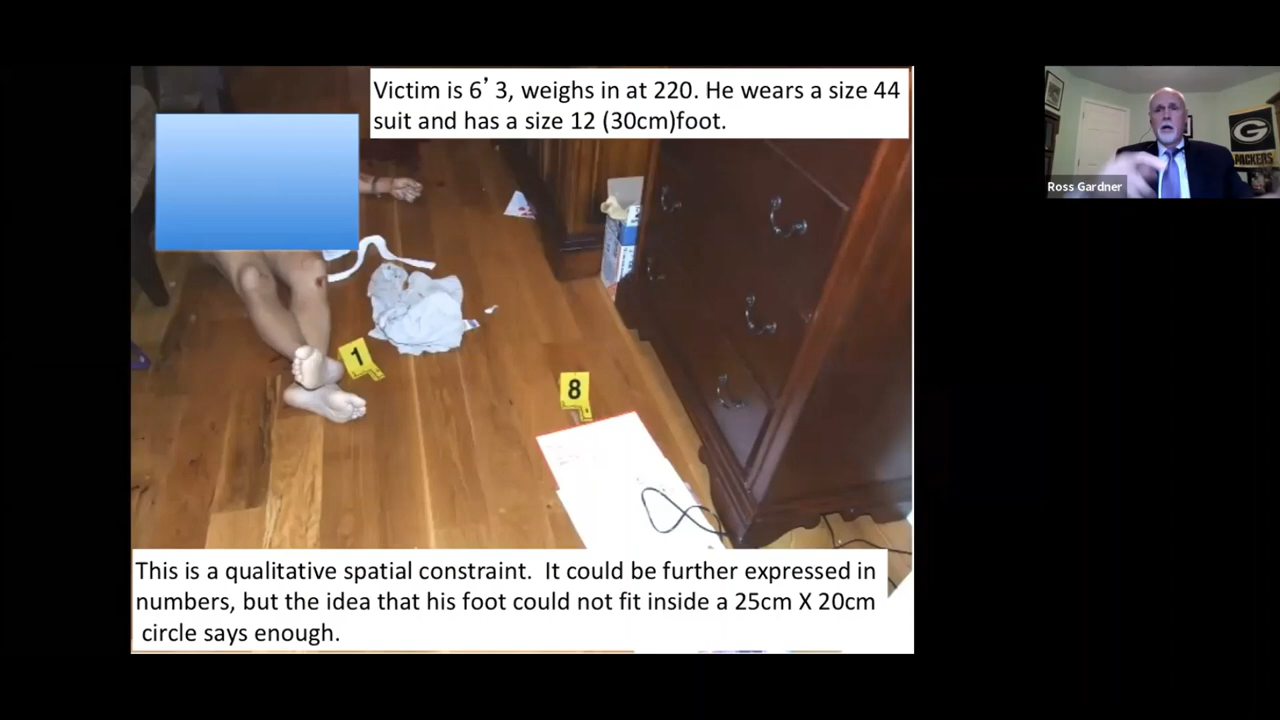 Victim is 6’ 3, weighs in at 220. He wears a size 44
suit and has a size 12 (30cm)foot.
G
PACKERS
Ross Gardner
1
8
This is a qualitative spatial constraint. It could be further expressed in
numbers, but the idea that his foot could not fit inside a 25cm X 20cm
circle says enough.